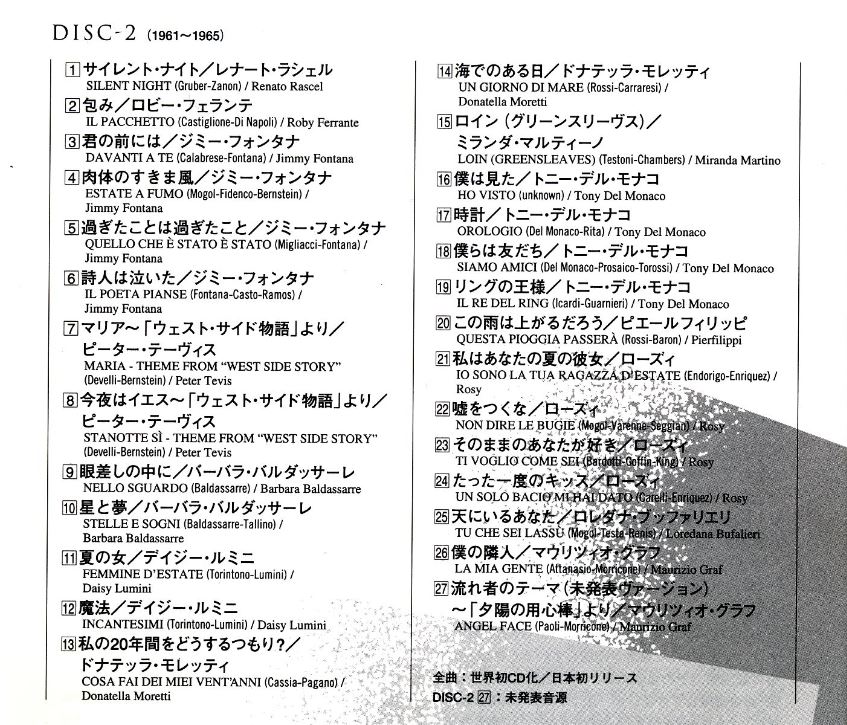 DISC-2 (1961～1965)
1 サイレント・ナイト／レナート・ラシェル
SILENT NIGHT (Gruber-Zanon) / Renato Rascel
2 包み／ロビー・フェランテ
IL PACCHETTO (Castiglione-Di Napoli) / Roby Ferrante
3 君の前には／ジミー・フォンタナ
DAVANTI A TE (Calabrese-Fontana) / Jimmy Fontana
4 肉体のすきま風／ジミー・フォンタナ
ESTATE A FUMO (Mogol-Fidenco-Bernstein) /
Jimmy Fontana
5 過ぎたことは過ぎたこと／ジミー・フォンタナ
QUELLO CHE È STATO È STATO (Migliacci-Fontana) /
Jimmy Fontana
6 詩人は泣いた／ジミー・フォンタナ
IL POETA PIANSE (Fontana-Casto-Ramos) /
Jimmy Fontana
7 マリア～「ウェスト・サイド物語」より／
ピーター・テーヴィス
MARIA - THEME FROM “WEST SIDE STORY”
(Develli-Bernstein) / Peter Tevis
8 今夜はイエス～「ウェスト・サイド物語」より／
ピーター・テーヴィス
STANOTTE SÌ - THEME FROM “WEST SIDE STORY”
(Develli-Bernstein) / Peter Tevis
9 眼差しの中に／バーバラ・バルダッサーレ
NELLO SGUARDO (Baldassarre) / Barbara Baldassarre
10 星と夢／バーバラ・バルダッサーレ
STELLE E SOGNI (Baldassarre-Tallino) /
Barbara Baldassarre
11 夏の女／デイジー・ルミニ
FEMMINE D’ESTATE (Torintono-Lumini) /
Daisy Lumini
12 魔法／デイジー・ルミニ
INCANTESIMI (Torintono-Lumini) / Daisy Lumini
13 私の20年間をどうするつもり?／
ドナテッラ・モレッティ
COSA FAI DEI MIEI VENT’ANNI (Cassia-Pagano) /
Donatella Moretti
14 海でのある日／ドナテッラ・モレッティ
UN GIORNO DI MARE (Rossi-Carraresi) /
Donatella Moretti
15 ロイン (グリーンスリーヴス)／
ミランダ・マルティーノ
LOIN (GREENSLEAVES) (Testoni-Chambers) / Miranda Martino
16 僕は見た／トニー・デル・モナコ
HO VISTO (unknown) / Tony Del Monaco
17 時計／トニー・デル・モナコ
OROLOGIO (Del Monaco-Rita) / Tony Del Monaco
18 僕らは友だち／トニー・デル・モナコ
SIAMO AMICI (Del Monaco-Prosaico-Torossi) / Tony Del Monaco
19 リングの王様／トニー・デル・モナコ
IL RE DEL RING (Icardi-Guarnieri) / Tony Del Monaco
20 この雨は上がるだろう／ピエールフィリッピ
QUESTA PIOGGIA PASSERÀ (Rossi-Baron) / Pierfilippi
21 私はあなたの夏の彼女／ローズィ
IO SONO LA TUA RAGAZZA D’ESTATE (Endorigo-Enriquez) /
Rosy
22 嘘をつくな／ローズィ
NON DIRE LE BUGIE (Mogol-Varenne-Seggian) / Rosy
23 そのままのあなたが好き／ローズィ
TI VOGLIO COME SEI (Bardotti-Goffin-King) / Rosy
24 たった一度のキッス／ローズィ
UN SOLO BACIO MI HAI DATO (Carelli-Enriquez) / Rosy
25 天にいるあなた／ロレダナ・ブッファリエリ
TU CHE SEI LASSÙ (Mogol-Testa-Renis) / Loredana Bufalieri
26 僕の隣人／マウリツィオ・グラフ
LA MIA GENTE (Attanasio-Morricone) / Maurizio Graf
27 流れ者のテーマ (未発表ヴァージョン)
～「夕陽の用心棒」より／マウリツィオ・グラフ
ANGEL FACE (Paoli-Morricone) / Maurizio Graf
全曲：世界初CD化／日本初リリース
DISC-2 27：未発表音源